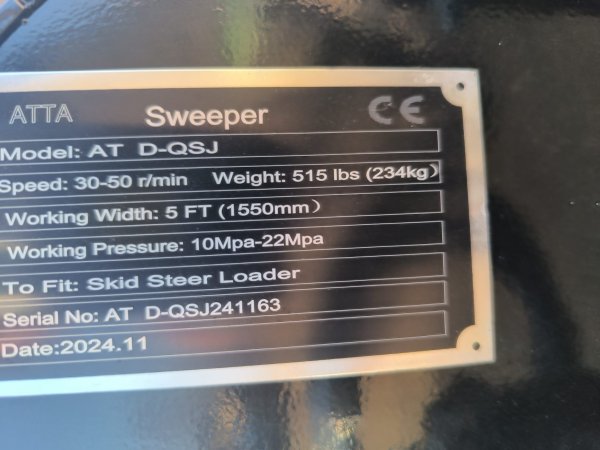 ATTA Sweeper CE
Model: AT D-QSJ
Speed: 30-50 r/min Weight: 515 lbs (234kg）
Working Width: 5 FT (1550mm）
Working Pressure: 10Mpa-22Mpa
To Fit: Skid Steer Loader
Serial No: AT D-QSJ241163
Date:2024.11